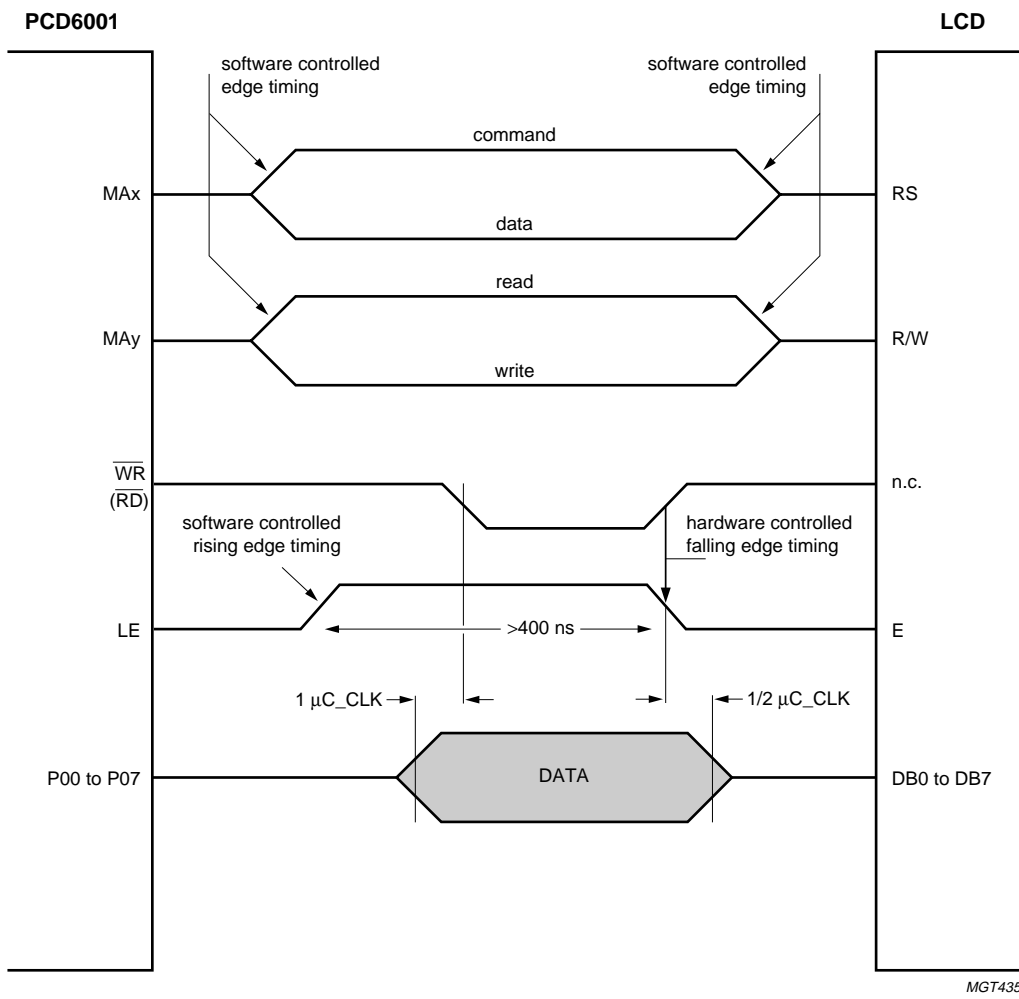 PCD6001
LCD
software controlled
edge timing
software controlled
edge timing
command
MAx
RS
data
read
MAy
R/W
write
WR
(RD)
n.c.
software controlled
rising edge timing
hardware controlled
falling edge timing
LE
>400 ns
E
1 μC_CLK
1/2 μC_CLK
P00 to P07
DATA
DB0 to DB7
MGT435